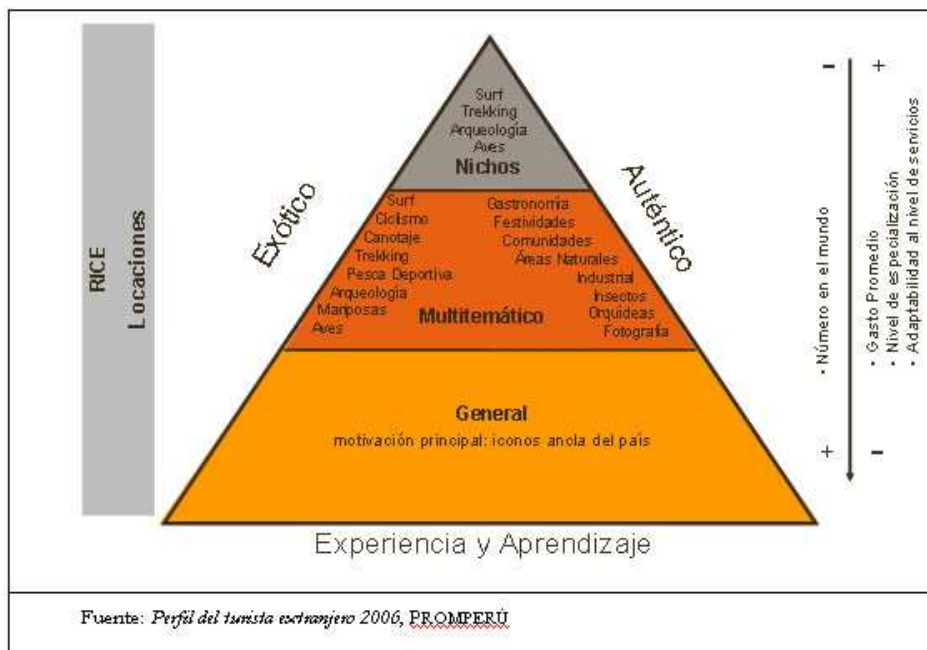 RICE
Locaciones
Exótico
Auténtico
Surf
Trekking
Arqueología
Aves
Nichos
Surf
Ciclismo
Canotaje
Trekking
Pesca Deportiva
Arqueología
Mariposas
Aves
Gastronomía
Festividades
Comunidades
Áreas Naturales
Industrial
Insectos
Orquideas
Fotografía
Multitemático
General
motivación principal: iconos ancla del país
Experiencia y Aprendizaje
-
+
· Número en el mundo
· Gasto Promedio
· Nivel de especialización
· Adaptabilidad al nivel de servicios
+
-
Fuente: Perfil del turista extranjero 2006, PROMPERÚ